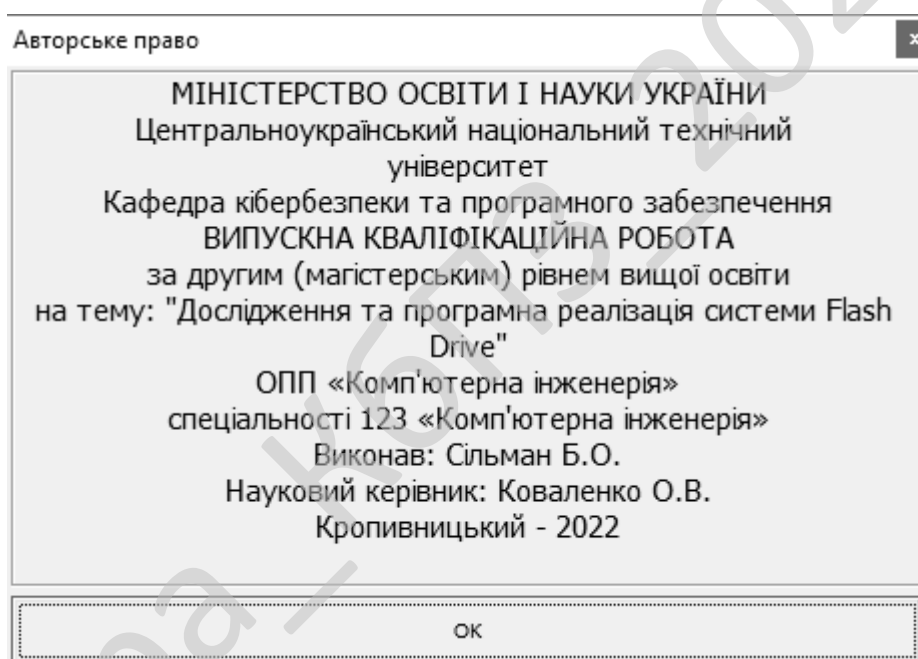 Авторське право
x
МІНІСТЕРСТВО ОСВІТИ І НАУКИ УКРАЇНИ
Центральноукраїнський національний технічний
університет
Кафедра кібербезпеки та програмного забезпечення
ВИПУСКНА КВАЛІФІКАЦІЙНА РОБОТА
за другим (магістерським) рівнем вищої освіти
на тему: "Дослідження та програмна реалізація системи Flash
Drive"
ОПП «Комп'ютерна інженерія»
спеціальності 123 «Комп'ютерна інженерія»
Виконав: Сільман Б.О.
Науковий керівник: Коваленко О.В.
Кропивницький - 2022
ОК